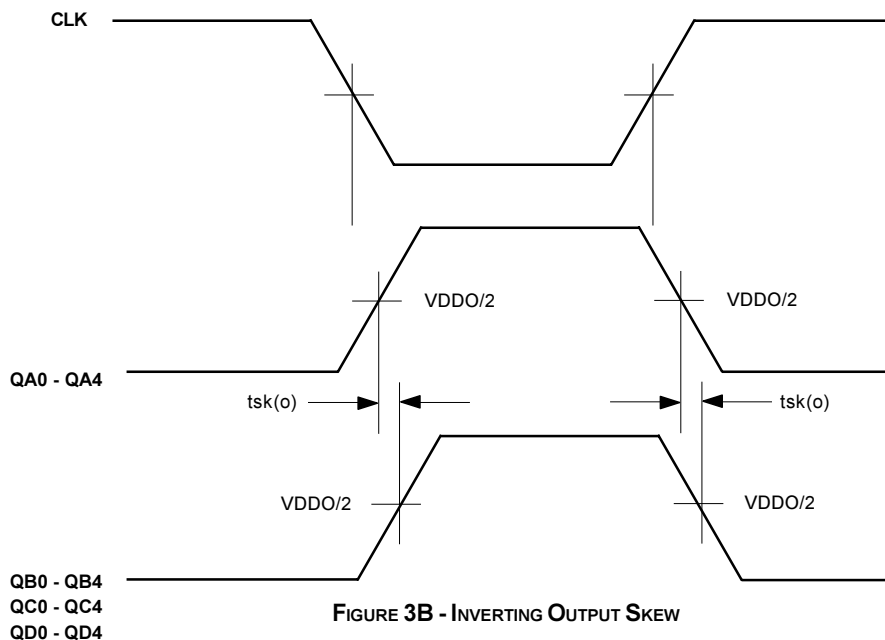 CLK
VDDO/2
VDDO/2
QA0 - QA4
tsk(o)
tsk(o)
VDDO/2
VDDO/2
QB0 - QB4
QC0 - QC4
QD0 - QD4
FIGURE 3B - INVERTING OUTPUT SKEW